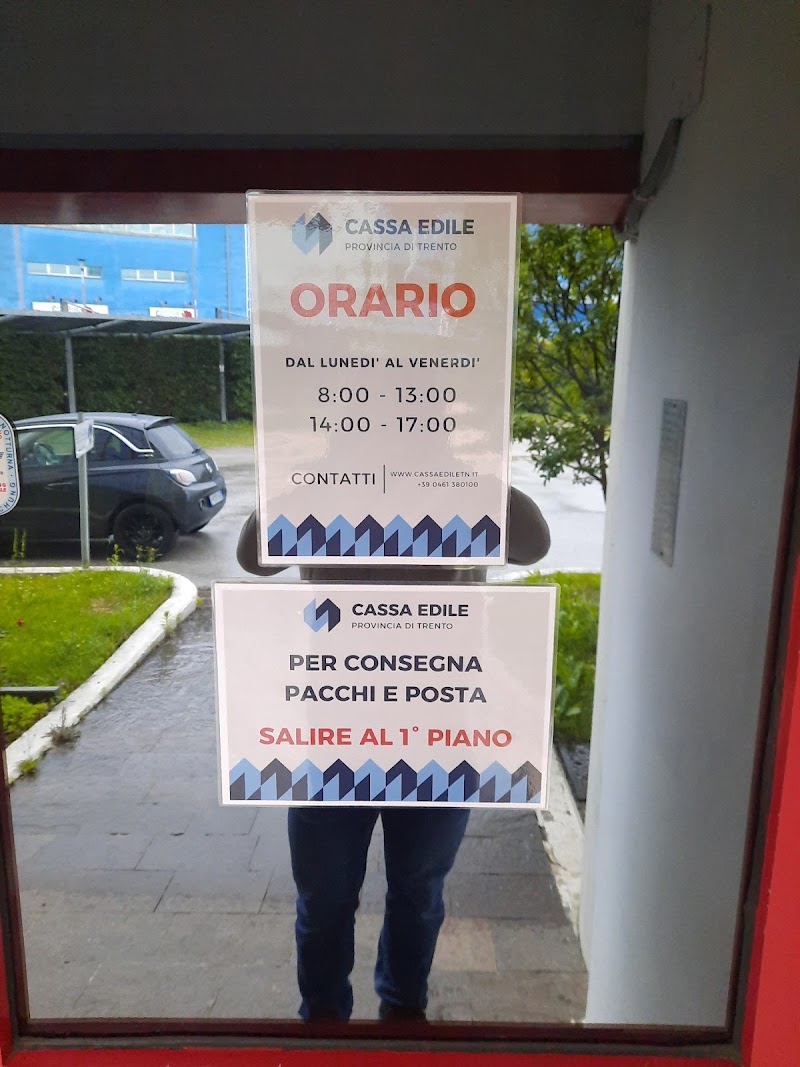 CASSA EDILE
PROVINCIA DI TRENTO
ORARIO
DAL LUNEDI' AL VENERDI'
8:00 - 13:00
14:00 - 17:00
CONTATTI
WWW.CASSAEDILETN.IT
+39 0461 380100
NOTTURNA
CASSA EDILE
PROVINCIA DI TRENTO
PER CONSEGNA
PACCHI E POSTA
SALIRE AL 1° PIANO